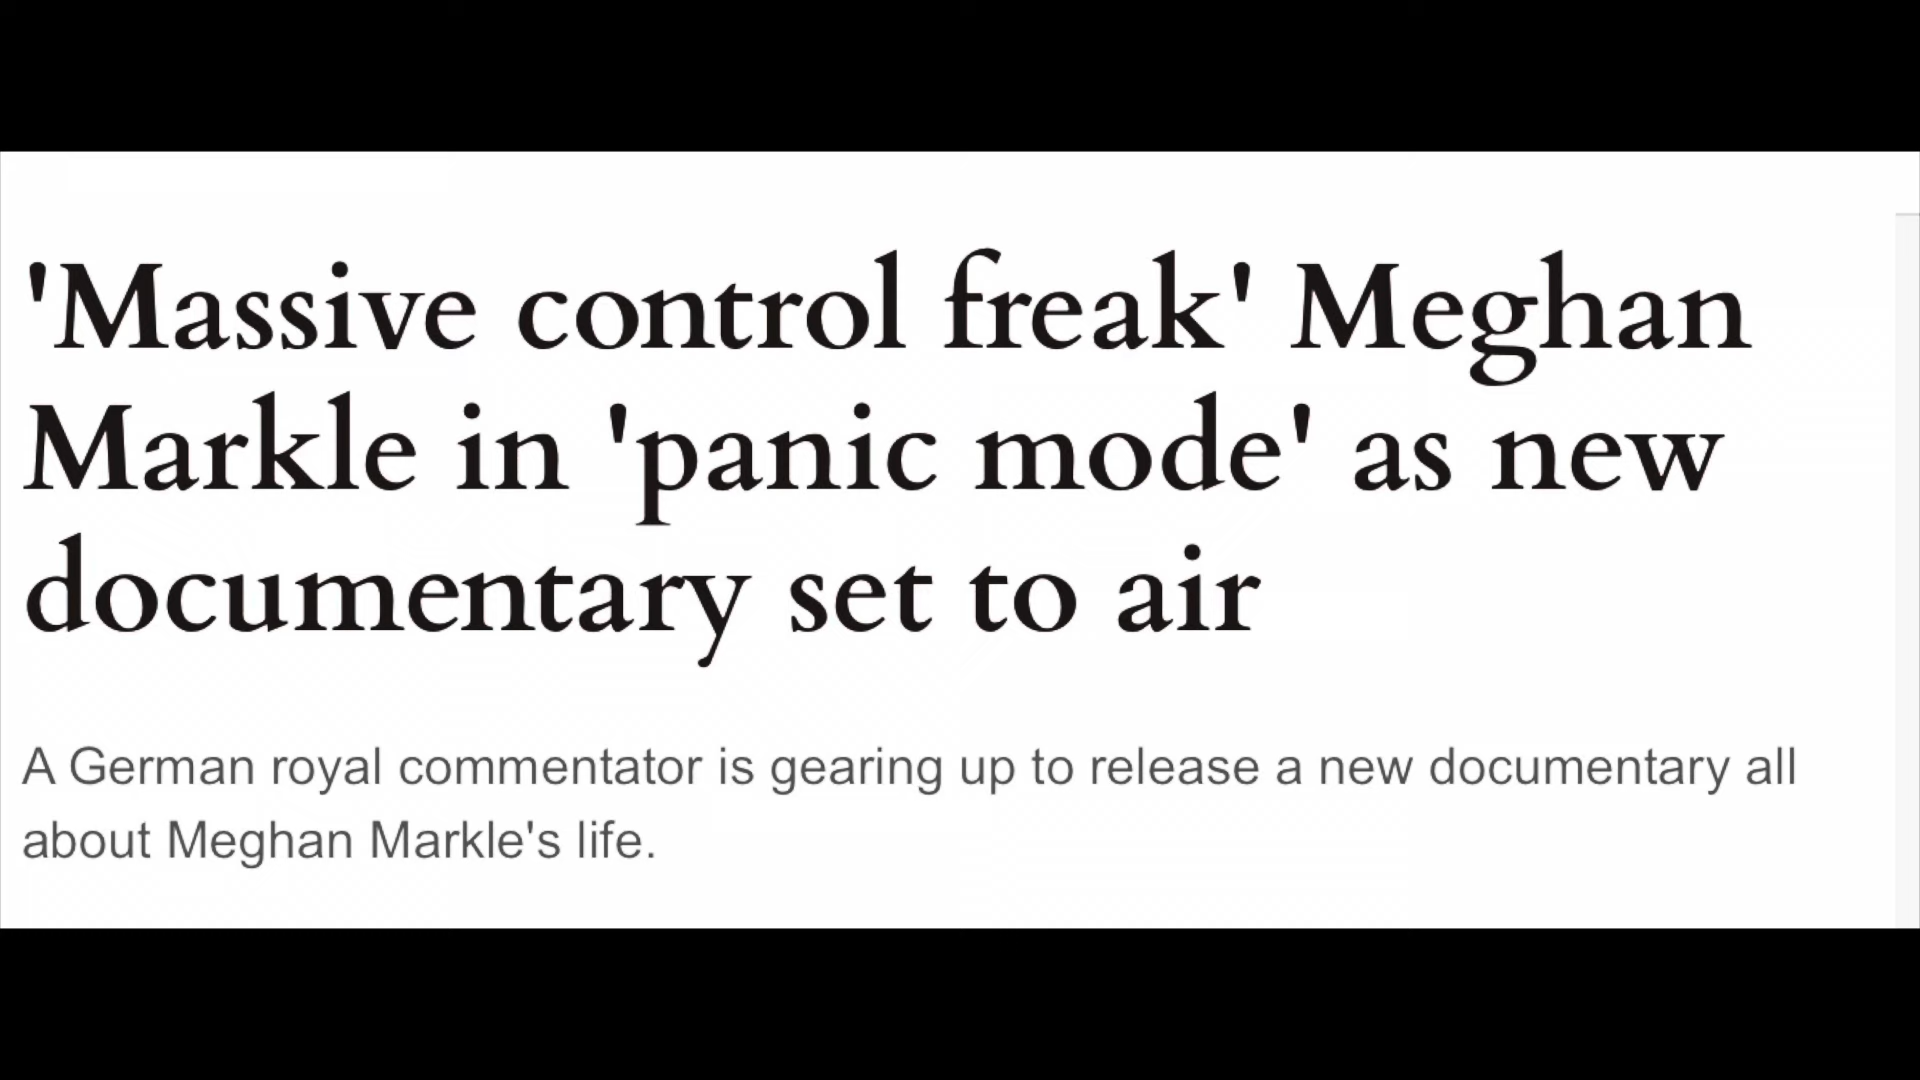 'Massive control freak' Meghan
Markle in 'panic mode' as new
documentary set to air
A German royal commentator is gearing up to release a new documentary all
about Meghan Markle's life.